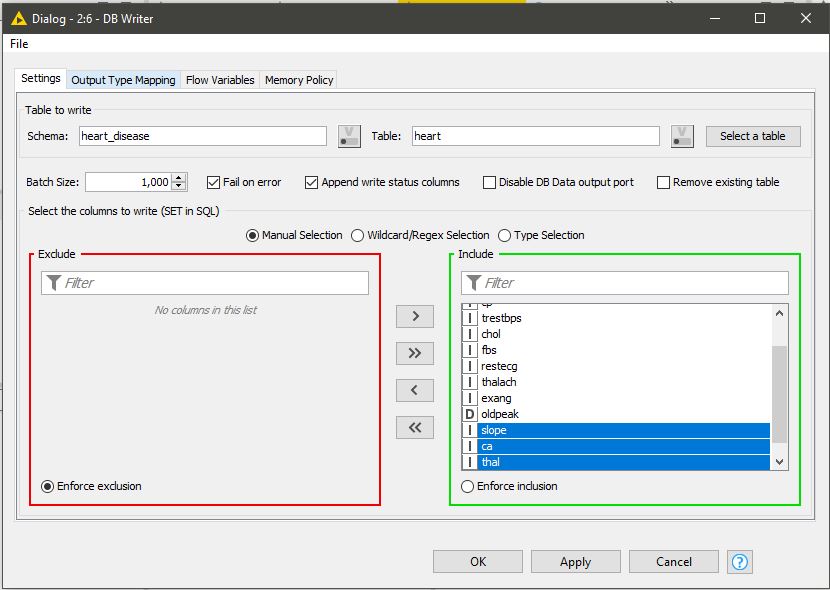 Dialog - 2:6 - DB Writer
File
Settings Output Type Mapping Flow Variables Memory Policy
Table to write
Schema: heart_disease V Table: heart V Select a table
Batch Size: 1,000 Fail on error Append write status columns Disable DB Data output port Remove existing table
Select the columns to write (SET in SQL)
Manual Selection Wildcard/Regex Selection Type Selection
Exclude
Filter
No columns in this list
Enforce exclusion
>
>>
<
<<
Include
Filter
I trestbps
I chol
I fbs
I restecg
I thalach
I exang
D oldpeak
I slope
I ca
I thal
Enforce inclusion
OK Apply Cancel ?